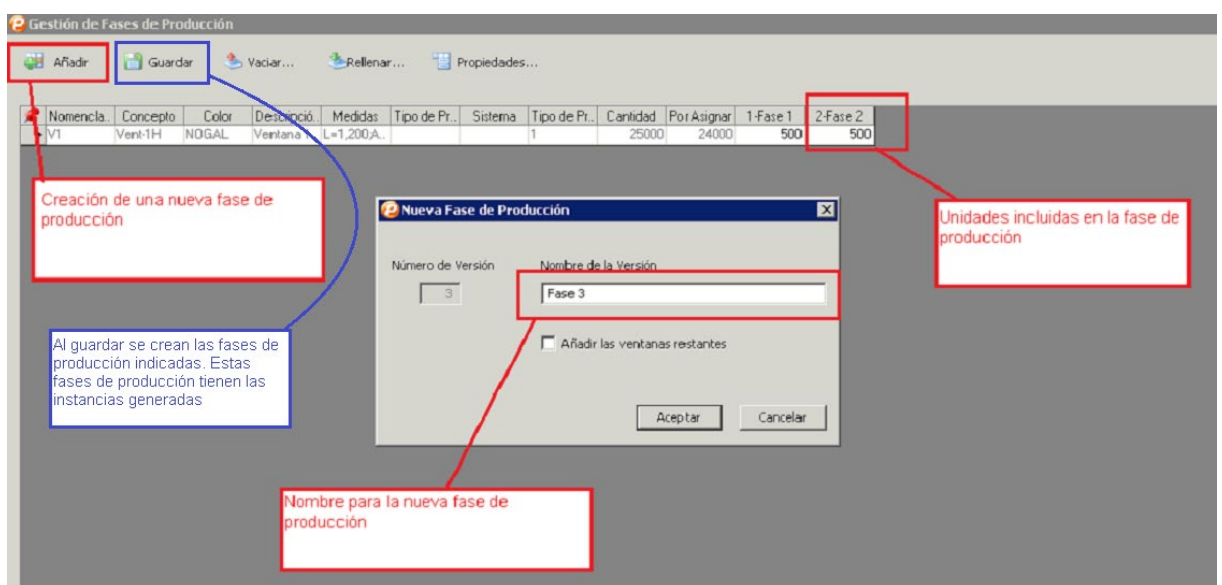 Gestión de Fases de Producción
Añadir Guardar Vaciar... Rellenar... Propiedades...
Nomencla.. Concepto Color Descripció.. Medidas Tipo de Pr.. Sistema Tipo de Pr.. Cantidad Por Asignar 1-Fase 1 2-Fase 2
V1 Vent-1H NOGAL Ventana 1.. L=1,200;A.. 1 25000 24000 500 500
Creación de una nueva fase de
producción
Nueva Fase de Producción
Número de Versión Nombre de la Versión
3 Fase 3
Añadir las ventanas restantes
Aceptar Cancelar
Unidades incluidas en la fase de
producción
Al guardar se crean las fases de
producción indicadas. Estas
fases de producción tienen las
instancias generadas
Nombre para la nueva fase de
producción